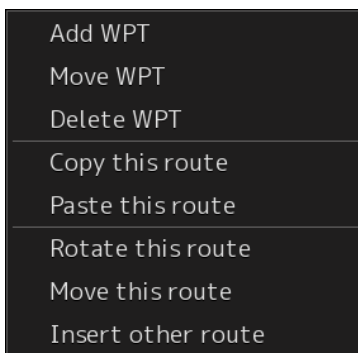 Add WPT
Move WPT
Delete WPT
Copy this route
Paste this route
Rotate this route
Move this route
Insert other route